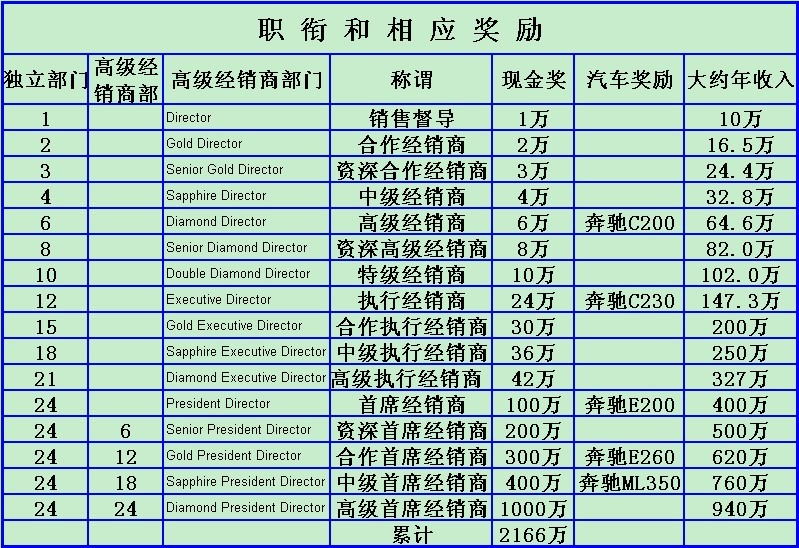 职 衔 和 相 应 奖 励
独立部门 高级经销商部 高级经销商部门 称谓 现金奖 汽车奖励 大约年收入
1 Director 销售督导 1万 10万
2 Gold Director 合作经销商 2万 16.5万
3 Senior Gold Director 资深合作经销商 3万 24.4万
4 Sapphire Director 中级经销商 4万 32.8万
6 Diamond Director 高级经销商 6万 奔驰C200 64.6万
8 Senior Diamond Director 资深高级经销商 8万 82.0万
10 Double Diamond Director 特级经销商 10万 102.0万
12 Executive Director 执行经销商 24万 奔驰C230 147.3万
15 Gold Executive Director 合作执行经销商 30万 200万
18 Sapphire Executive Director 中级执行经销商 36万 250万
21 Diamond Executive Director 高级执行经销商 42万 327万
24 President Director 首席经销商 100万 奔驰E200 400万
24 6 Senior President Director 资深首席经销商 200万 500万
24 12 Gold President Director 合作首席经销商 300万 奔驰E260 620万
24 18 Sapphire President Director 中级首席经销商 400万 奔驰ML350 760万
24 24 Diamond President Director 高级首席经销商 1000万 940万
累计 2166万